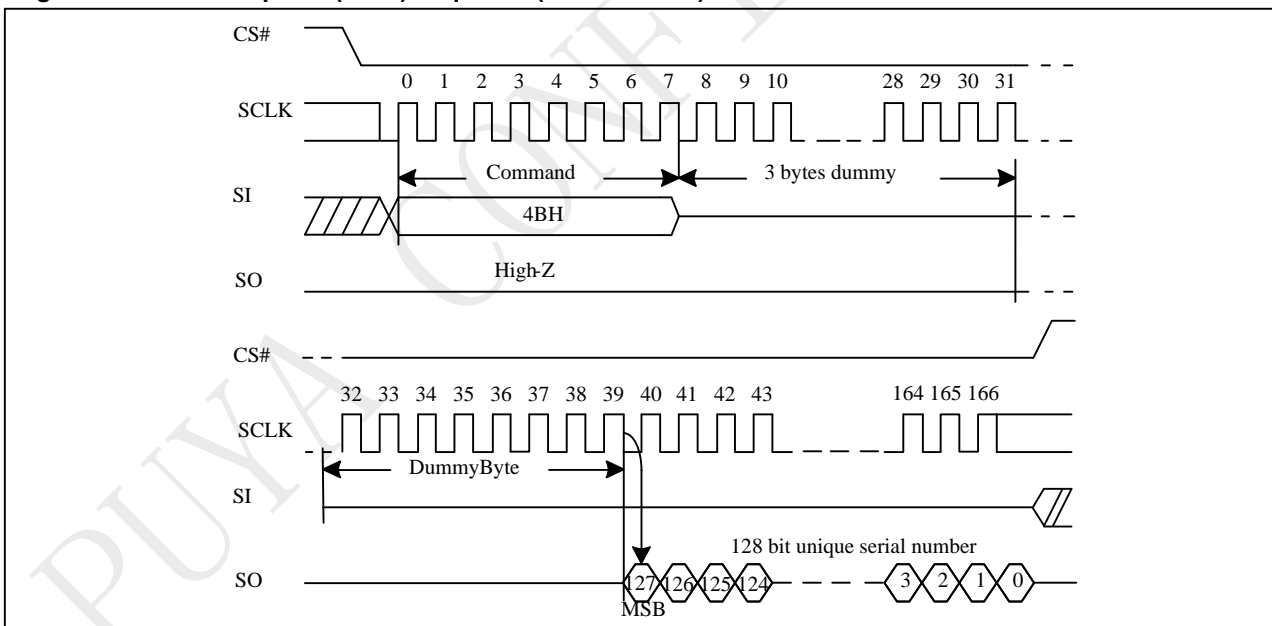 CS#
0 1 2 3 4 5 6 7 8 9 10 28 29 30 31
SCLK
Command 3 bytes dummy
SI
4BH
High-Z
SO
CS#
32 33 34 35 36 37 38 39 40 41 42 43 164 165 166
SCLK
DummyByte
SI
128 bit unique serial number
SO 127 126 125 124 3 2 1 0
MSB
PUYA CONF